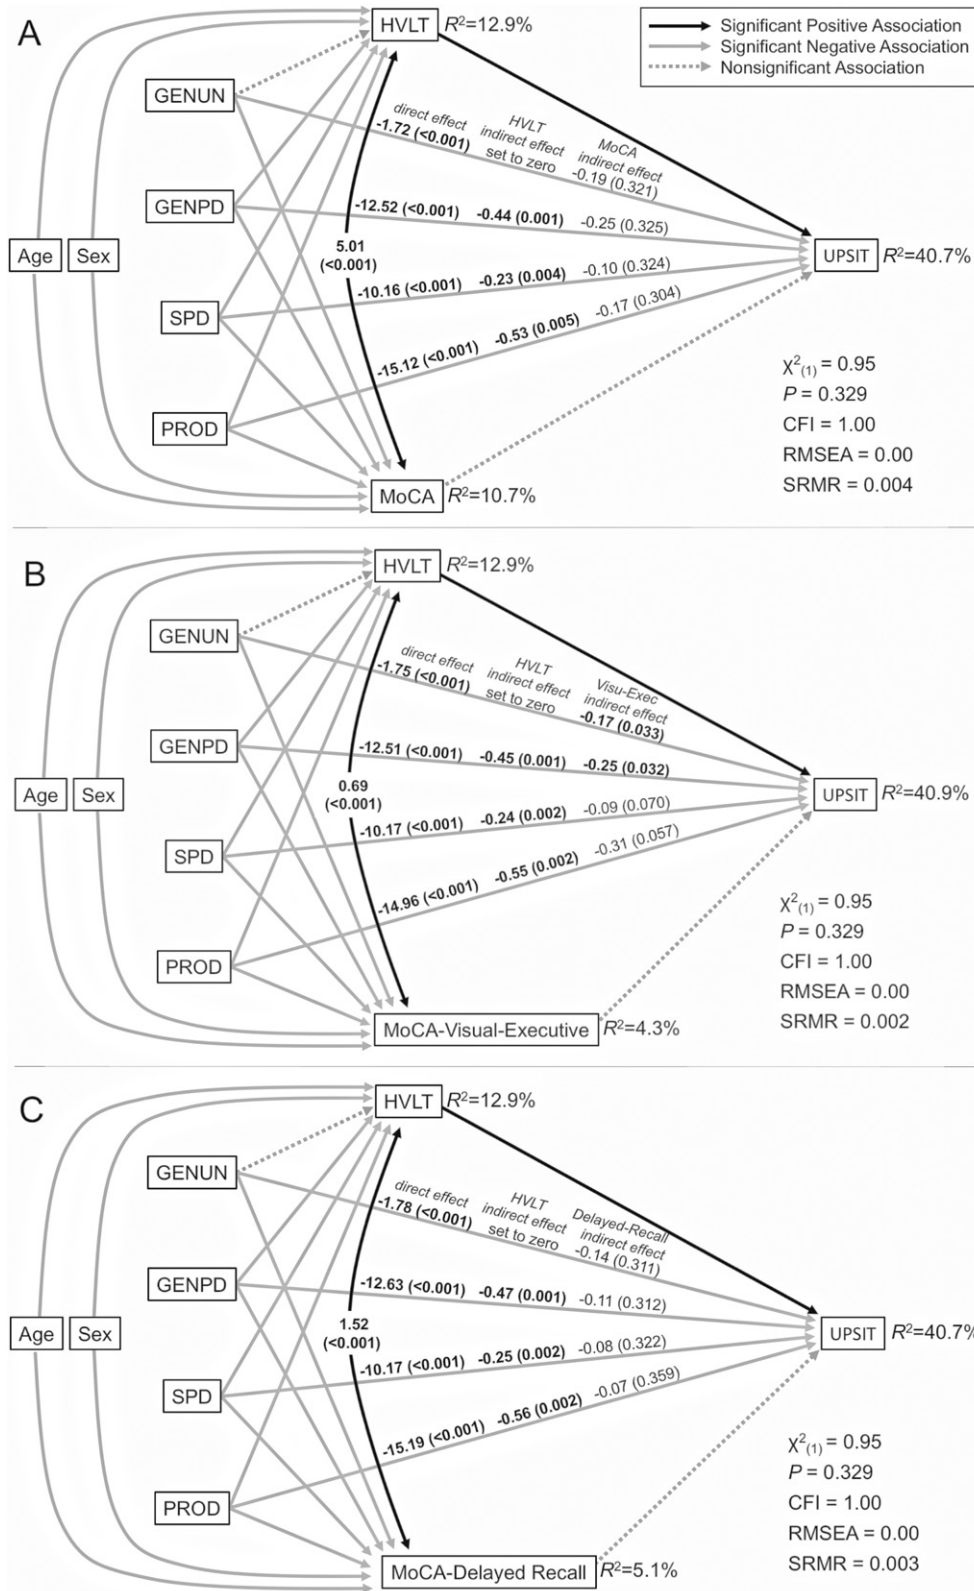 A
HVLT R²=12.9%
Significant Positive Association
Significant Negative Association
Nonsignificant Association
GENUN
direct effect
-1.72 (<0.001)
HVLT
indirect effect
set to zero
MoCA
indirect effect
-0.19 (0.321)
GENPD
-12.52 (<0.001) -0.44 (0.001) -0.25 (0.325)
Age Sex
5.01
(<0.001)
UPSIT R²=40.7%
SPD
-10.16 (<0.001) -0.23 (0.004) -0.10 (0.324)
PROD
-15.12 (<0.001) -0.53 (0.005) -0.17 (0.304)
χ²(1) = 0.95
P = 0.329
CFI = 1.00
RMSEA = 0.00
SRMR = 0.004
MoCA R²=10.7%
B
HVLT R²=12.9%
GENUN
direct effect
-1.75 (<0.001)
HVLT
indirect effect
set to zero
Visu-Exec
indirect effect
-0.17 (0.033)
GENPD
-12.51 (<0.001) -0.45 (0.001) -0.25 (0.032)
Age Sex
0.69
(<0.001)
UPSIT R²=40.9%
SPD
-10.17 (<0.001) -0.24 (0.002) -0.09 (0.070)
PROD
-14.96 (<0.001) -0.55 (0.002) -0.31 (0.057)
χ²(1) = 0.95
P = 0.329
CFI = 1.00
RMSEA = 0.00
SRMR = 0.002
MoCA-Visual-Executive R²=4.3%
C
HVLT R²=12.9%
GENUN
direct effect
-1.78 (<0.001)
HVLT
indirect effect
set to zero
Delayed-Recall
indirect effect
-0.14 (0.311)
GENPD
-12.63 (<0.001) -0.47 (0.001) -0.11 (0.312)
Age Sex
1.52
(<0.001)
UPSIT R²=40.7%
SPD
-10.17 (<0.001) -0.25 (0.002) -0.08 (0.322)
PROD
-15.19 (<0.001) -0.56 (0.002) -0.07 (0.359)
χ²(1) = 0.95
P = 0.329
CFI = 1.00
RMSEA = 0.00
SRMR = 0.003
MoCA-Delayed Recall R²=5.1%